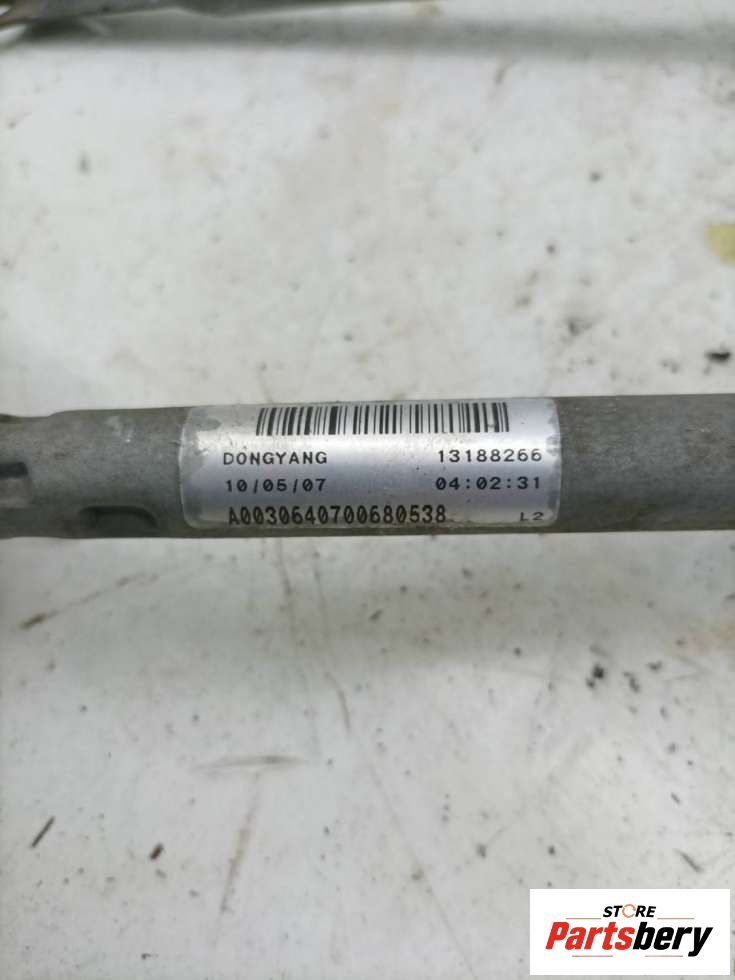 DONGYANG 13188266
10/05/07 04:02:31
A0030640700680538 L2
STORE
Partsbery